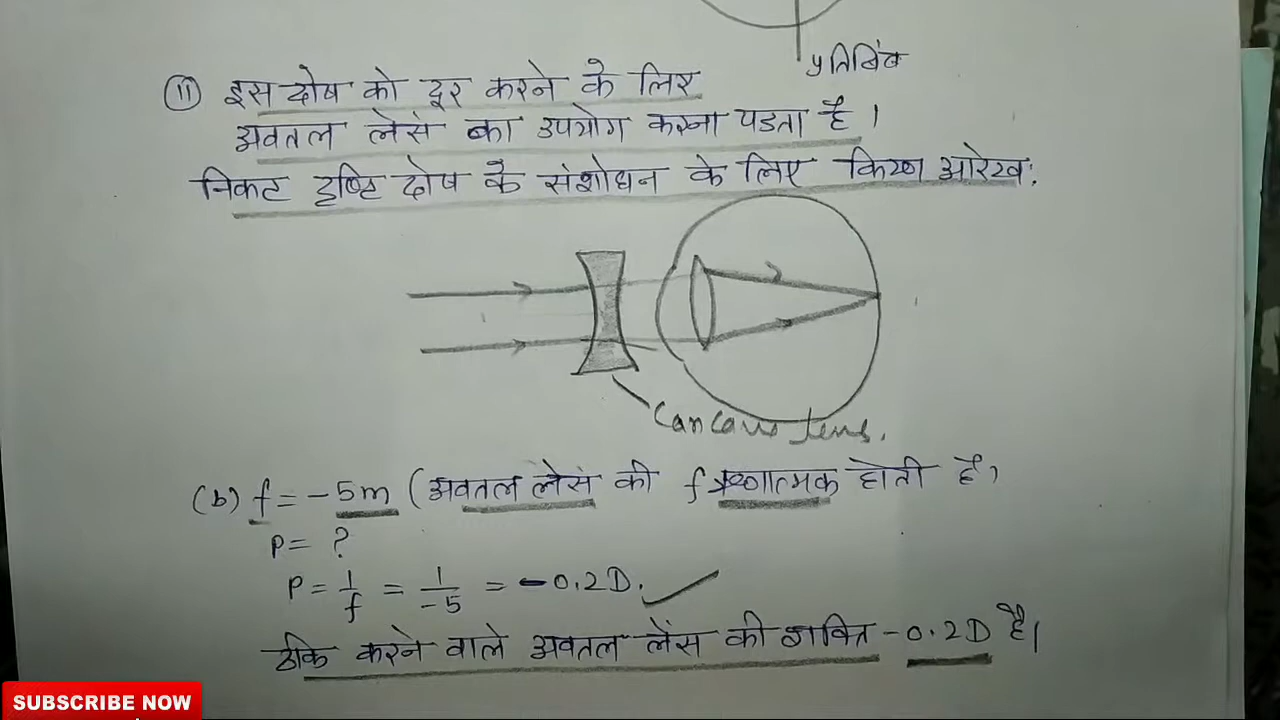 प्रतिबिंब
(ii) इस दोष को दूर करने के लिए
अवतल लेंस का उपयोग करना पडता है।
निकट दृष्टि दोष के संशोधन के लिए किरण आरेख:
Concave lens.
(b) f = -5m (अवतल लेंस की f ऋणात्मक होती है।
P = ?
P = 1/f = 1/-5 = -0.2D.
ठीक करने वाले अवतल लेंस की शक्ति -0.2D है।
SUBSCRIBE NOW